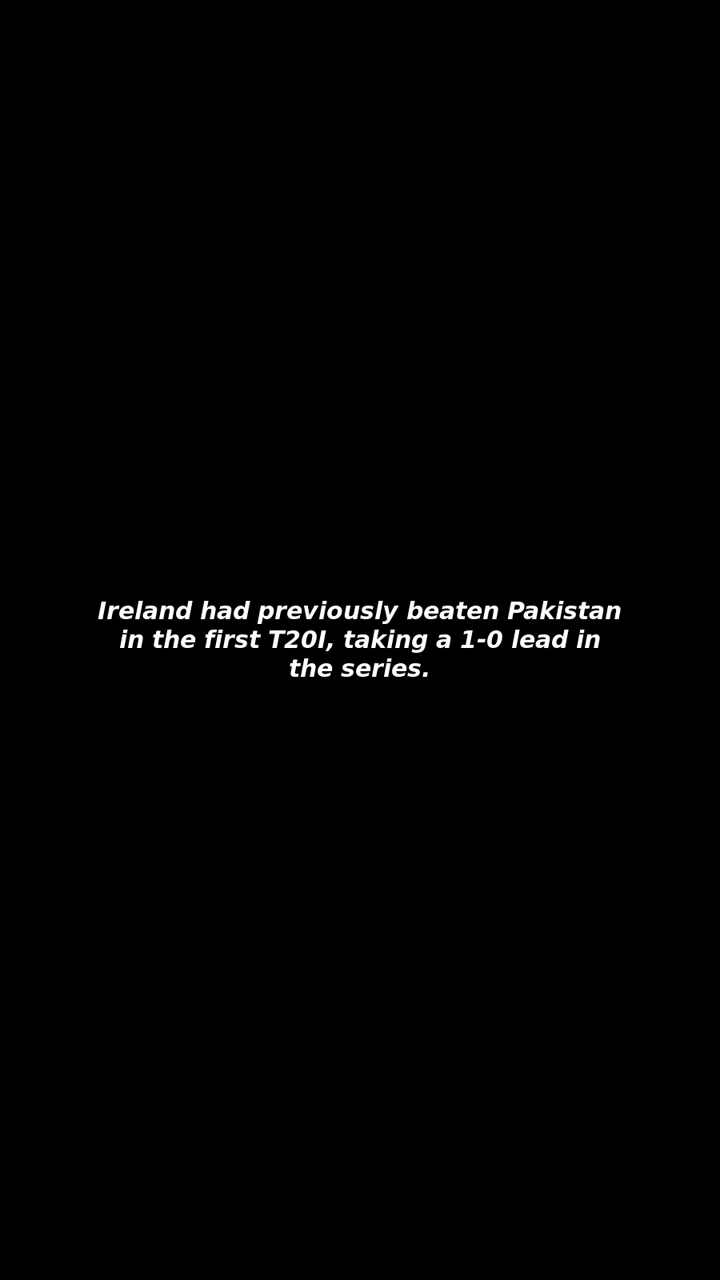 Ireland had previously beaten Pakistan
in the first T20I, taking a 1-0 lead in
the series.